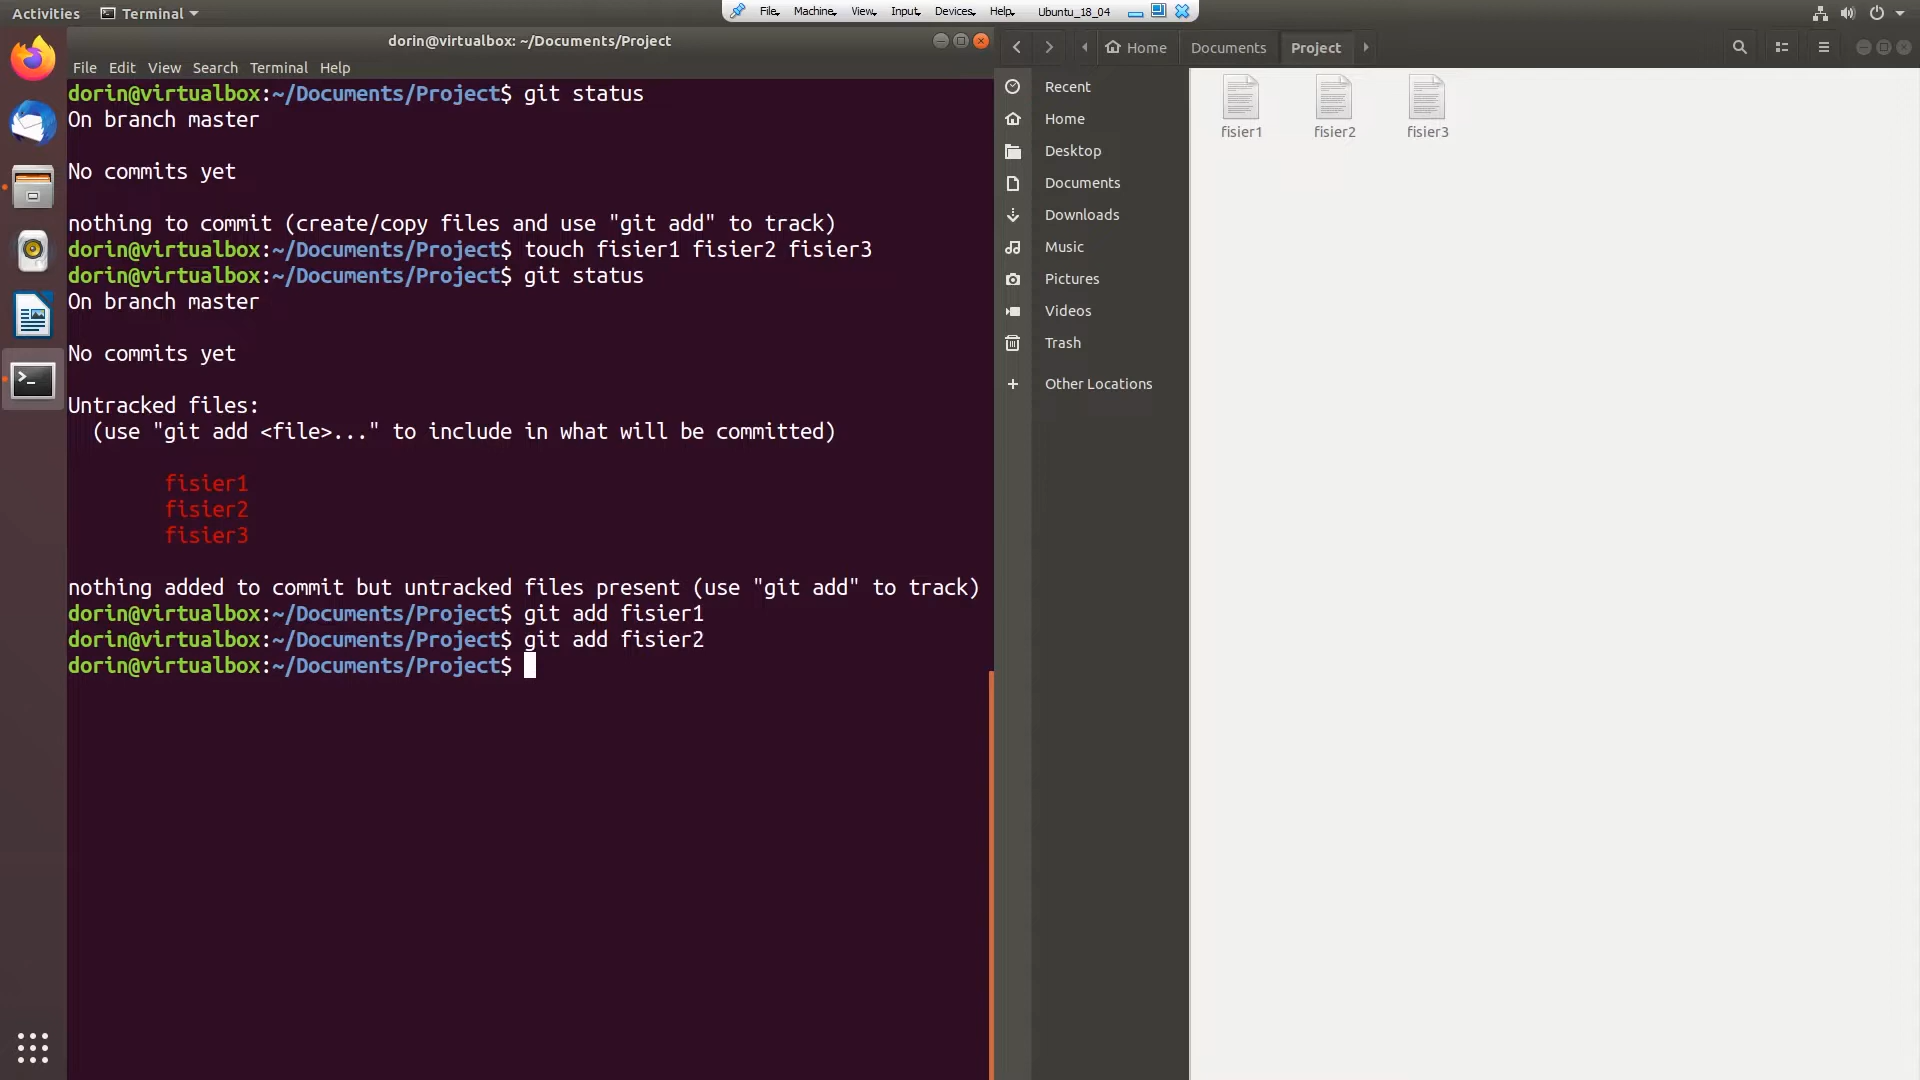 Activities
Terminal
File
Machine
View
Input
Devices
Help
Ubuntu_18_04
dorin@virtualbox: ~/Documents/Project
File Edit View Search Terminal Help
dorin@virtualbox:~/Documents/Project$ git status
On branch master
No commits yet
nothing to commit (create/copy files and use "git add" to track)
dorin@virtualbox:~/Documents/Project$ touch fisier1 fisier2 fisier3
dorin@virtualbox:~/Documents/Project$ git status
On branch master
No commits yet
Untracked files:
(use "git add <file>..." to include in what will be committed)
fisier1
fisier2
fisier3
nothing added to commit but untracked files present (use "git add" to track)
dorin@virtualbox:~/Documents/Project$ git add fisier1
dorin@virtualbox:~/Documents/Project$ git add fisier2
dorin@virtualbox:~/Documents/Project$
Home
Documents
Project
Recent
Home
Desktop
Documents
Downloads
Music
Pictures
Videos
Trash
+ Other Locations
fisier1
fisier2
fisier3